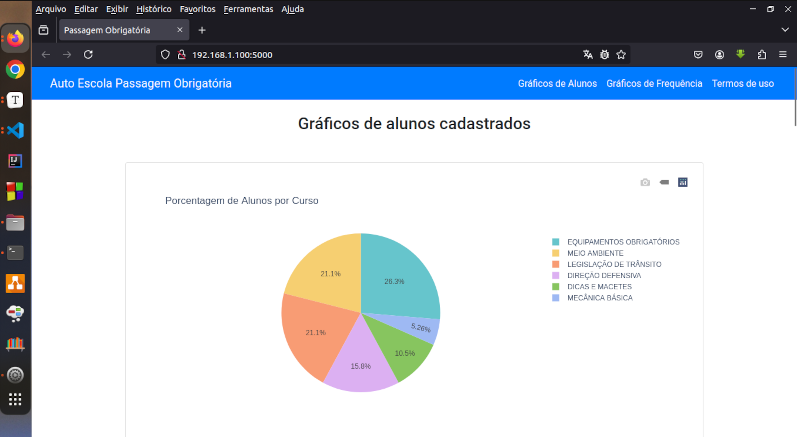 Arquivo Editar Exibir Histórico Favoritos Ferramentas Ajuda
Passagem Obrigatória
192.168.1.100:5000
Auto Escola Passagem Obrigatória
Gráficos de Alunos Gráficos de Frequência Termos de uso
Gráficos de alunos cadastrados
Porcentagem de Alunos por Curso
EQUIPAMENTOS OBRIGATÓRIOS
MEIO AMBIENTE
LEGISLAÇÃO DE TRÂNSITO
DIREÇÃO DEFENSIVA
DICAS E MACETES
MECÂNICA BÁSICA
21.1%
26.3%
5.26%
21.1%
10.5%
15.8%